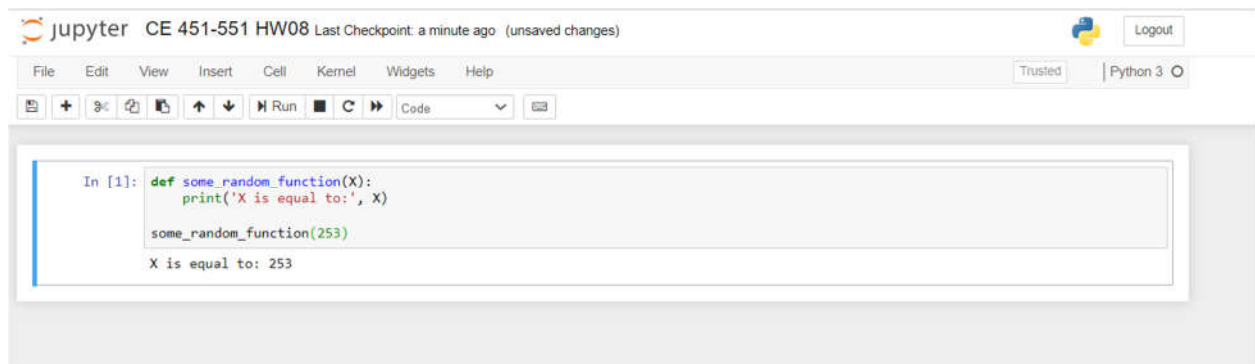 jupyter CE 451-551 HW08 Last Checkpoint: a minute ago (unsaved changes) Logout
File Edit View Insert Cell Kernel Widgets Help Trusted Python 3
Run Code
In [1]: def some_random_function(X):
print('X is equal to:', X)
some_random_function(253)
X is equal to: 253